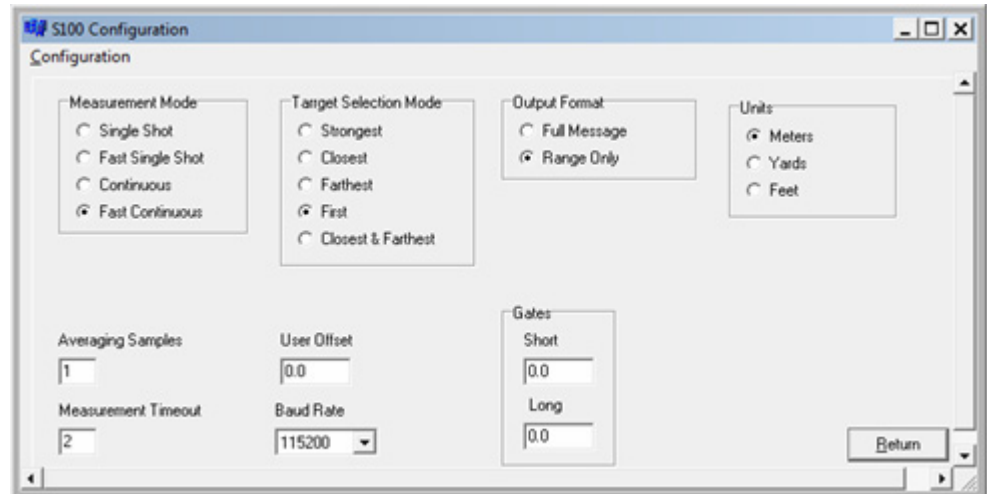 S100 Configuration
Configuration
Measurement Mode
Single Shot
Fast Single Shot
Continuous
Fast Continuous
Tarrget Selection Mode
Strongest
Closest
Farthest
First
Closest & Farthest
Output Format
Full Message
Range Only
Units
Meters
Yards
Feet
Averaging Samples
1
Measurement Timeout
2
User Offset
0.0
Baud Rate
115200
Gates
Short
0.0
Long
0.0
Return